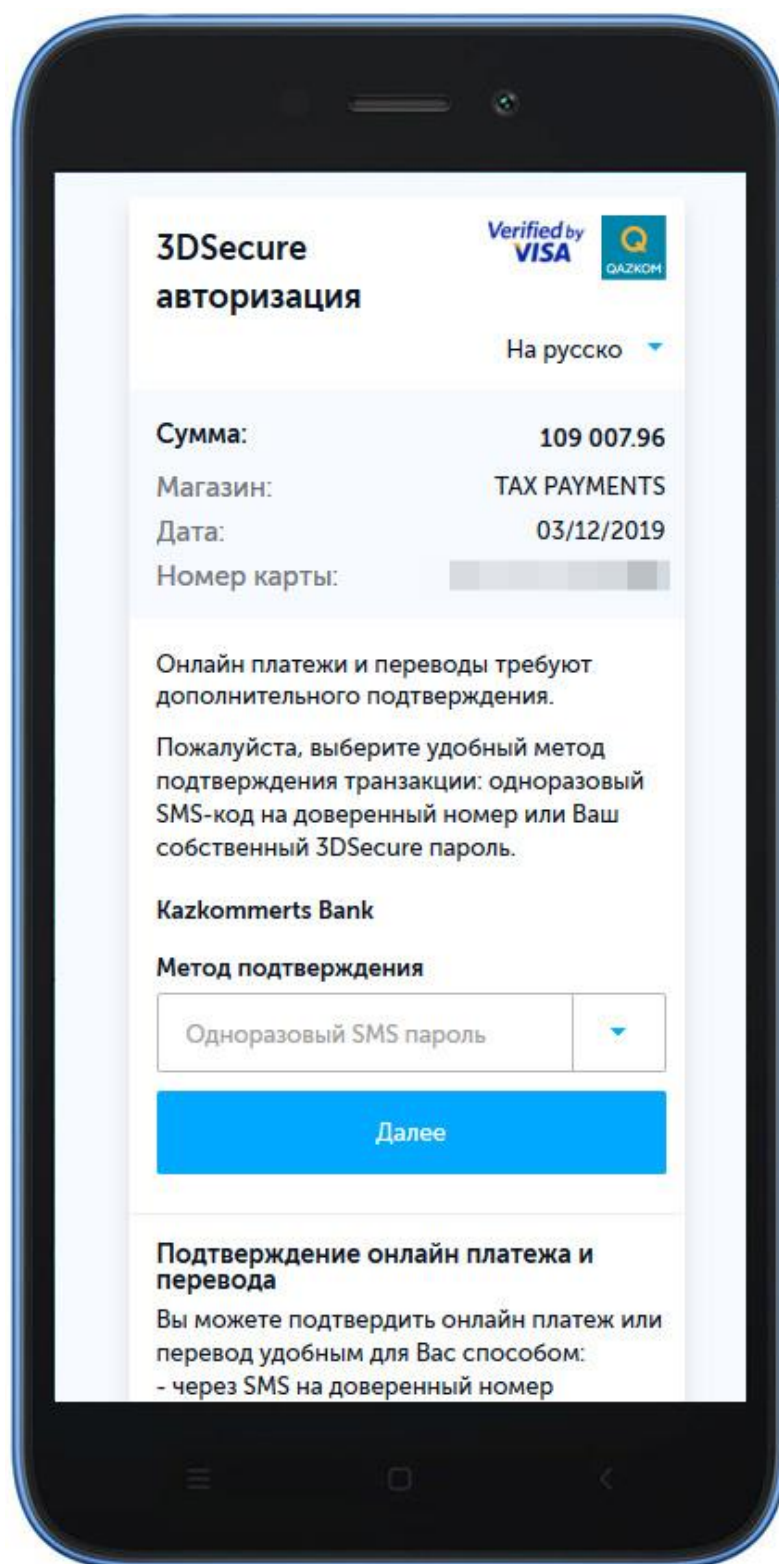 3DSecure
авторизация
Verified by
VISA
QAZKOM
На русско
Сумма: 109 007.96
Магазин: TAX PAYMENTS
Дата: 03/12/2019
Номер карты:
Онлайн платежи и переводы требуют
дополнительного подтверждения.
Пожалуйста, выберите удобный метод
подтверждения транзакции: одноразовый
SMS-код на доверенный номер или Ваш
собственный 3DSecure пароль.
Kazkommerts Bank
Метод подтверждения
Одноразовый SMS пароль
Далее
Подтверждение онлайн платежа и
перевода
Вы можете подтвердить онлайн платеж или
перевод удобным для Вас способом:
- через SMS на доверенный номер